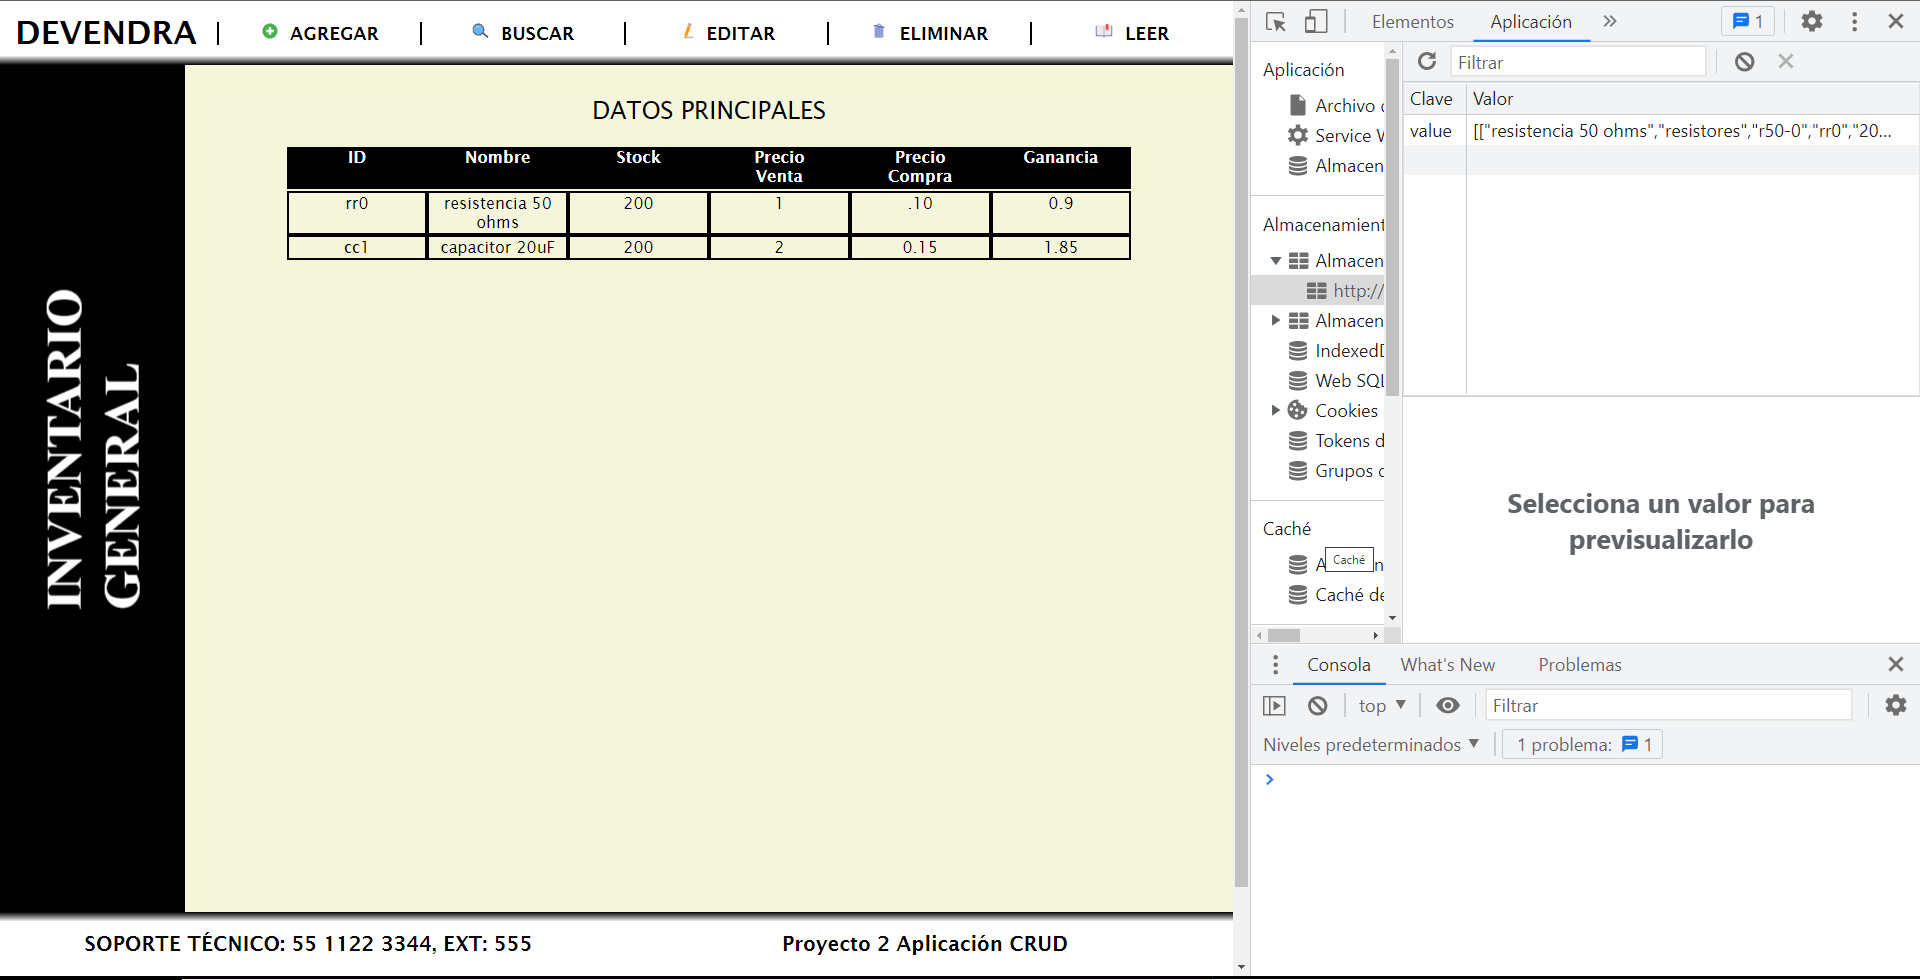 DEVENDRA
AGREGAR
BUSCAR
EDITAR
ELIMINAR
LEER
INVENTARIO
GENERAL
DATOS PRINCIPALES
ID Nombre Stock Precio Venta Precio Compra Ganancia
rr0 resistencia 50 ohms 200 1 .10 0.9
cc1 capacitor 20uF 200 2 0.15 1.85
SOPORTE TÉCNICO: 55 1122 3344, EXT: 555
Proyecto 2 Aplicación CRUD
Elementos
Aplicación
1
Aplicación
Archivo
Service
Almacen
Almacenamient
Almacen
http://
Almacen
Indexed
Web SQL
Cookies
Tokens d
Grupos
Caché
Caché
Caché de
Filtrar
Clave Valor
value [["resistencia 50 ohms","resistores","r50-0","rr0","20...
Selecciona un valor para
previsualizarlo
Consola
What's New
Problemas
top
Filtrar
Niveles predeterminados
1 problema: 1